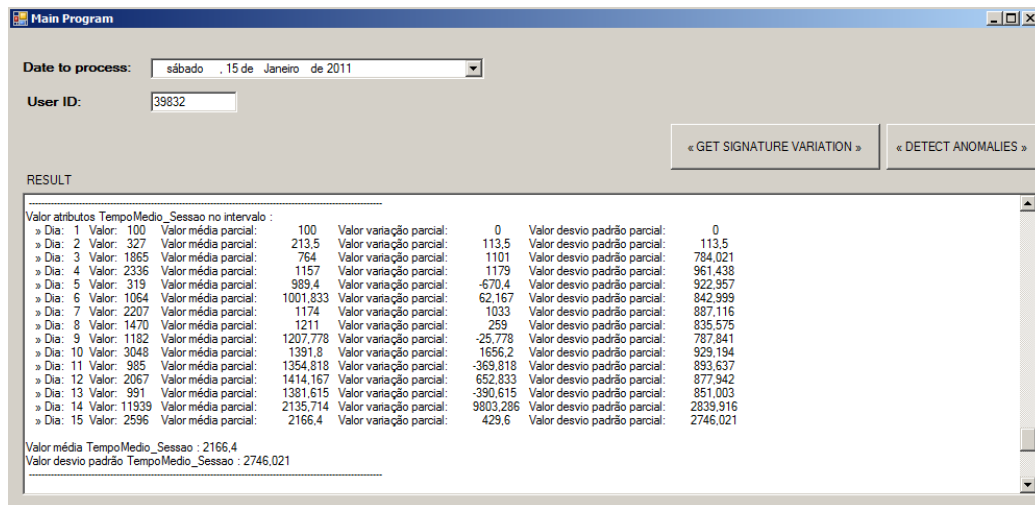 Main Program
Date to process: sábado , 15 de Janeiro de 2011
User ID: 39832
« GET SIGNATURE VARIATION » « DETECT ANOMALIES »
RESULT
Valor atributos TempoMedio_Sessao no intervalo :
» Dia: 1 Valor: 100 Valor média parcial: 100 Valor variação parcial: 0 Valor desvio padrão parcial: 0
» Dia: 2 Valor: 327 Valor média parcial: 213,5 Valor variação parcial: 113,5 Valor desvio padrão parcial: 113,5
» Dia: 3 Valor: 1865 Valor média parcial: 764 Valor variação parcial: 1101 Valor desvio padrão parcial: 784,021
» Dia: 4 Valor: 2336 Valor média parcial: 1157 Valor variação parcial: 1179 Valor desvio padrão parcial: 961,438
» Dia: 5 Valor: 319 Valor média parcial: 989,4 Valor variação parcial: -670,4 Valor desvio padrão parcial: 922,957
» Dia: 6 Valor: 1064 Valor média parcial: 1001,833 Valor variação parcial: 62,167 Valor desvio padrão parcial: 842,999
» Dia: 7 Valor: 2207 Valor média parcial: 1174 Valor variação parcial: 1033 Valor desvio padrão parcial: 887,116
» Dia: 8 Valor: 1470 Valor média parcial: 1211 Valor variação parcial: 259 Valor desvio padrão parcial: 835,575
» Dia: 9 Valor: 1182 Valor média parcial: 1207,778 Valor variação parcial: -25,778 Valor desvio padrão parcial: 787,841
» Dia: 10 Valor: 3048 Valor média parcial: 1391,8 Valor variação parcial: 1656,2 Valor desvio padrão parcial: 929,194
» Dia: 11 Valor: 985 Valor média parcial: 1354,818 Valor variação parcial: -369,818 Valor desvio padrão parcial: 893,637
» Dia: 12 Valor: 2067 Valor média parcial: 1414,167 Valor variação parcial: 652,833 Valor desvio padrão parcial: 877,942
» Dia: 13 Valor: 991 Valor média parcial: 1381,615 Valor variação parcial: -390,615 Valor desvio padrão parcial: 851,003
» Dia: 14 Valor: 11939 Valor média parcial: 2135,714 Valor variação parcial: 9803,286 Valor desvio padrão parcial: 2839,916
» Dia: 15 Valor: 2596 Valor média parcial: 2166,4 Valor variação parcial: 429,6 Valor desvio padrão parcial: 2746,021
Valor média TempoMedio_Sessao : 2166,4
Valor desvio padrão TempoMedio_Sessao : 2746,021